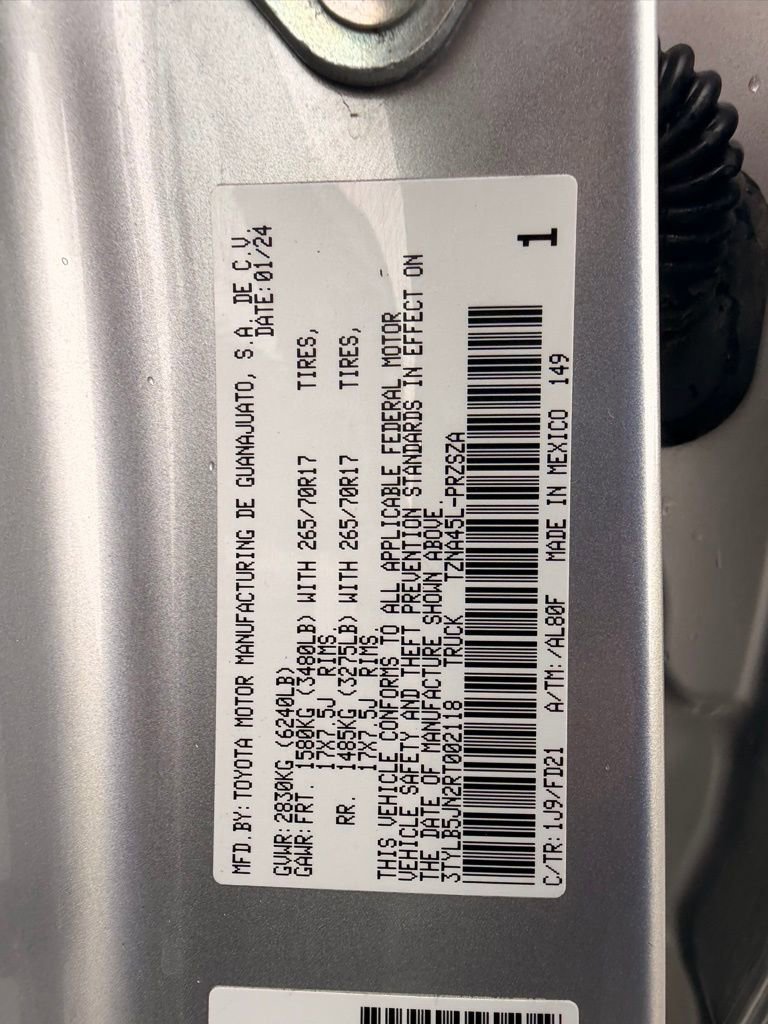 MFD.BY:TOYOTA MOTOR MANUFACTURING DE GUANAJUATO, S.A. DE C.V.
DATE:01/24
GVWR:2830KG (6240LB)
GAWR:FRT. 1580KG (3480LB) WITH 265/70R17 TIRES,
17X7.5J RIMS
RR. 1485KG (3275LB) WITH 265/70R17 TIRES,
17X7.5J RIMS.
THIS VEHICLE CONFORMS TO ALL APPLICABLE FEDERAL MOTOR
VEHICLE SAFETY AND THEFT PREVENTION STANDARDS IN EFFECT ON
THE DATE OF MANUFACTURE SHOWN ABOVE.
3TYLB5JN2RT002118 TRUCK TZNA45L-PRZSZA
1
C/TR:1J9/FD21 A/TM:/AL80F MADE IN MEXICO 149